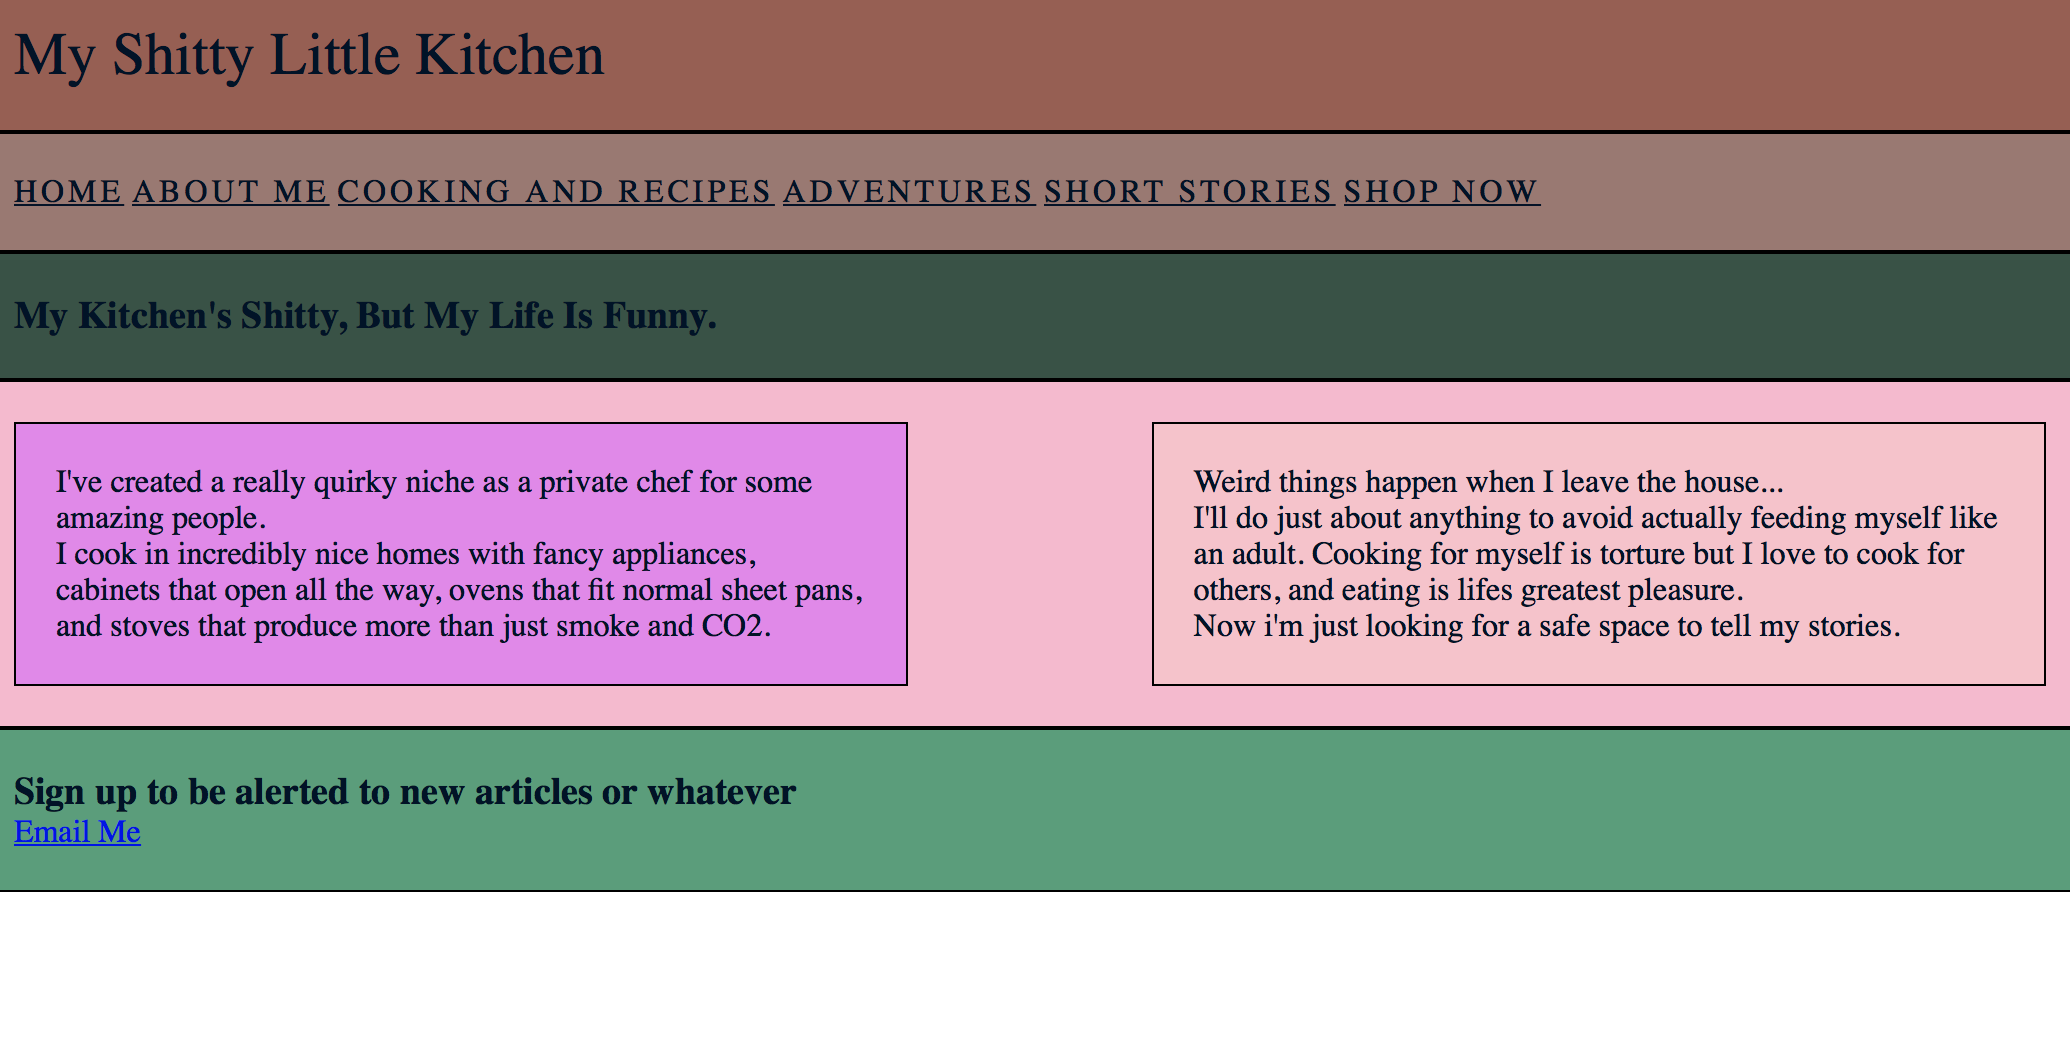 My Shitty Little Kitchen
HOME ABOUT ME COOKING AND RECIPES ADVENTURES SHORT STORIES SHOP NOW
My Kitchen's Shitty, But My Life Is Funny.
I've created a really quirky niche as a private chef for some
amazing people.
I cook in incredibly nice homes with fancy appliances,
cabinets that open all the way, ovens that fit normal sheet pans,
and stoves that produce more than just smoke and CO2.
Weird things happen when I leave the house...
I'll do just about anything to avoid actually feeding myself like
an adult. Cooking for myself is torture but I love to cook for
others, and eating is lifes greatest pleasure.
Now i'm just looking for a safe space to tell my stories.
Sign up to be alerted to new articles or whatever
Email Me